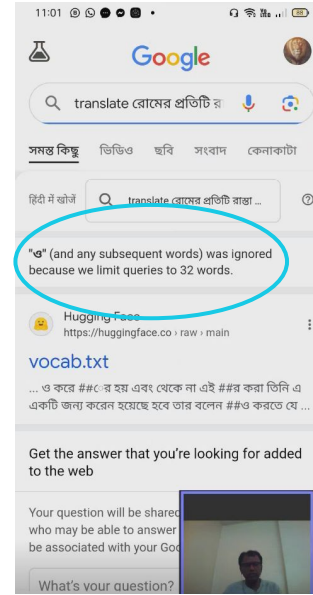 11:01
88
Google
translate রোমের প্রতিটি র
সমস্ত কিছু ভিডিও ছবি সংবাদ কেনাকাটা
हिंदी में खोजें
translate রোমের প্রতিটি রাস্তা ...
"ও" (and any subsequent words) was ignored
because we limit queries to 32 words.
Hugging Face
https://huggingface.co › raw › main
vocab.txt
... ও করে ##ের হয় এবং থেকে না এই ##র করা তিনি এ
একটি জন্য করেন হয়েছে হবে তার বলেন ##ও করতে যে ...
Get the answer that you're looking for added
to the web
Your question will be shared
who may be able to answer
be associated with your Goo
What's your question?